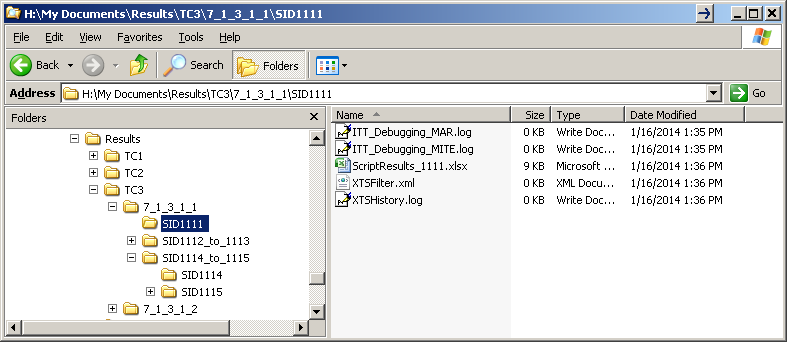 H:\My Documents\Results\TC3\7_1_3_1_1\SID1111
File Edit View Favorites Tools Help
Back Search Folders
Address H:\My Documents\Results\TC3\7_1_3_1_1\SID1111 Go
Folders
Results
TC1
TC2
TC3
7_1_3_1_1
SID1111
SID1112_to_1113
SID1114_to_1115
SID1114
SID1115
7_1_3_1_2
Name Size Type Date Modified
ITT_Debugging_MAR.log 0 KB Write Doc... 1/16/2014 1:35 PM
ITT_Debugging_MITE.log 0 KB Write Doc... 1/16/2014 1:35 PM
ScriptResults_1111.xlsx 9 KB Microsoft ... 1/16/2014 1:36 PM
XTSFilter.xml 0 KB XML Docu... 1/16/2014 1:36 PM
XTSHistory.log 0 KB Write Doc... 1/16/2014 1:36 PM